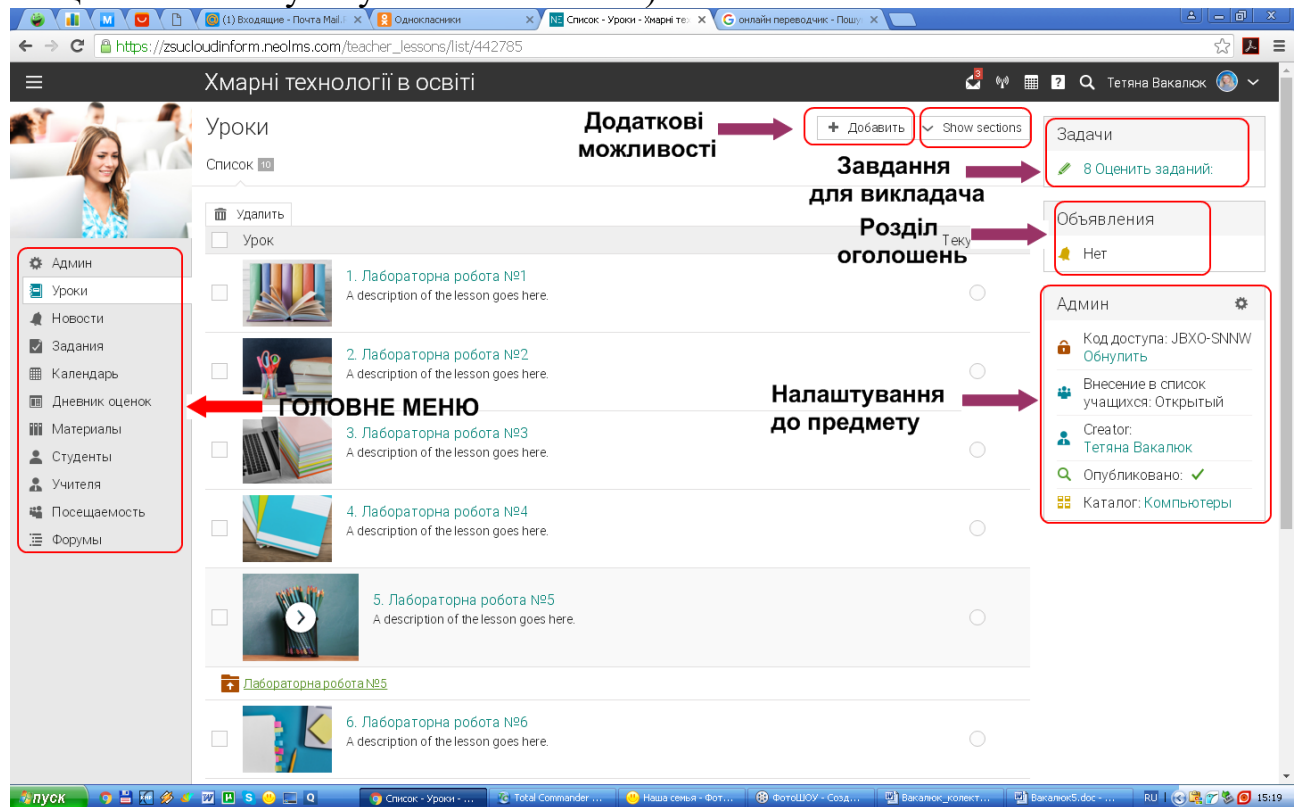 (1) Входящие - Почта Mail.
Однокласники
Список - Уроки - Хмарні те
онлайн переводчик - Пошу
https://zsucloudinform.neolms.com/teacher_lessons/list/442785
Хмарні технології в освіті
3
Тетяна Вакалюк
Уроки
Додаткові
можливості
+ Добавить
Show sections
Список 10
Удалить
Урок
Теку
Завдання
для викладача
Розділ
оголошень
Задачи
8 Оценить заданий:
Объявления
Нет
Админ
Уроки
Новости
Задания
Календарь
Дневник оценок
Материалы
Студенты
Учителя
Посещаемость
Форумы
ГОЛОВНЕ МЕНЮ
1. Лабораторна робота №1
A description of the lesson goes here.
2. Лабораторна робота №2
A description of the lesson goes here.
3. Лабораторна робота №3
A description of the lesson goes here.
4. Лабораторна робота №4
A description of the lesson goes here.
5. Лабораторна робота №5
A description of the lesson goes here.
Лабораторна робота №5
6. Лабораторна робота №6
A description of the lesson goes here.
Налаштування
до предмету
Админ
Код доступа: JBXO-SNNW
Обнулить
Внесение в список
учащихся: Открытый
Creator:
Тетяна Вакалюк
Опубликовано:
Каталог: Компьютеры
пуск
Список - Уроки - ...
Total Commander ...
Наша семья - Фот...
ФотоШОУ - Созд...
Вакалюк_колект...
Вакалюк5.doc - ...
RU
15:19